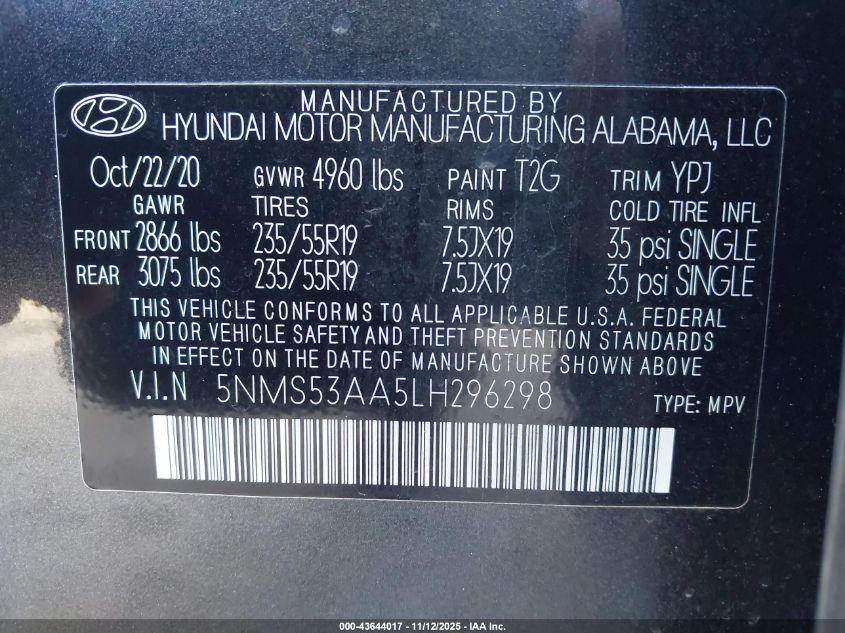 MANUFACTURED BY
HYUNDAI MOTOR MANUFACTURING ALABAMA, LLC
Oct/22/20 GVWR 4960 lbs PAINT T2G TRIM YPJ
GAWR TIRES RIMS COLD TIRE INFL
FRONT 2866 lbs 235/55R19 7.5JX19 35 psi SINGLE
REAR 3075 lbs 235/55R19 7.5JX19 35 psi SINGLE
THIS VEHICLE CONFORMS TO ALL APPLICABLE U.S.A. FEDERAL
MOTOR VEHICLE SAFETY AND THEFT PREVENTION STANDARDS
IN EFFECT ON THE DATE OF MANUFACTURE SHOWN ABOVE.
V.I.N 5NMS53AA5LH296298 TYPE: MPV
000-43644017 - 11/12/2025 - IAA Inc.